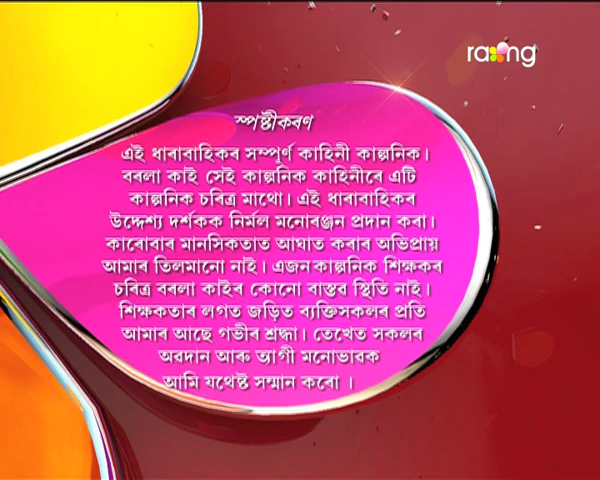 rang
স্পষ্টীকৰণ
এই ধাৰাবাহিকৰ সম্পূৰ্ণ কাহিনী কাল্পনিক।
বৰলা কাই সেই কাল্পনিক কাহিনীৰে এটি
কাল্পনিক চৰিত্ৰ মাথো। এই ধাৰাবাহিকৰ
উদ্দেশ্য দৰ্শকক নিৰ্মল মনোৰঞ্জন প্ৰদান কৰা।
কাৰোবাৰ মানসিকতাত আঘাত কৰাৰ অভিপ্ৰায়
আমাৰ তিলমানো নাই। এজন কাল্পনিক শিক্ষকৰ
চৰিত্ৰ বৰলা কাইৰ কোনো বাস্তৱ স্থিতি নাই।
শিক্ষকতাৰ লগত জড়িত ব্যক্তিসকলৰ প্ৰতি
আমাৰ আছে গভীৰ শ্ৰদ্ধা। তেখেত সকলৰ
অৱদান আৰু ত্যাগী মনোভাবক
আমি যথেষ্ট সন্মান কৰো ।